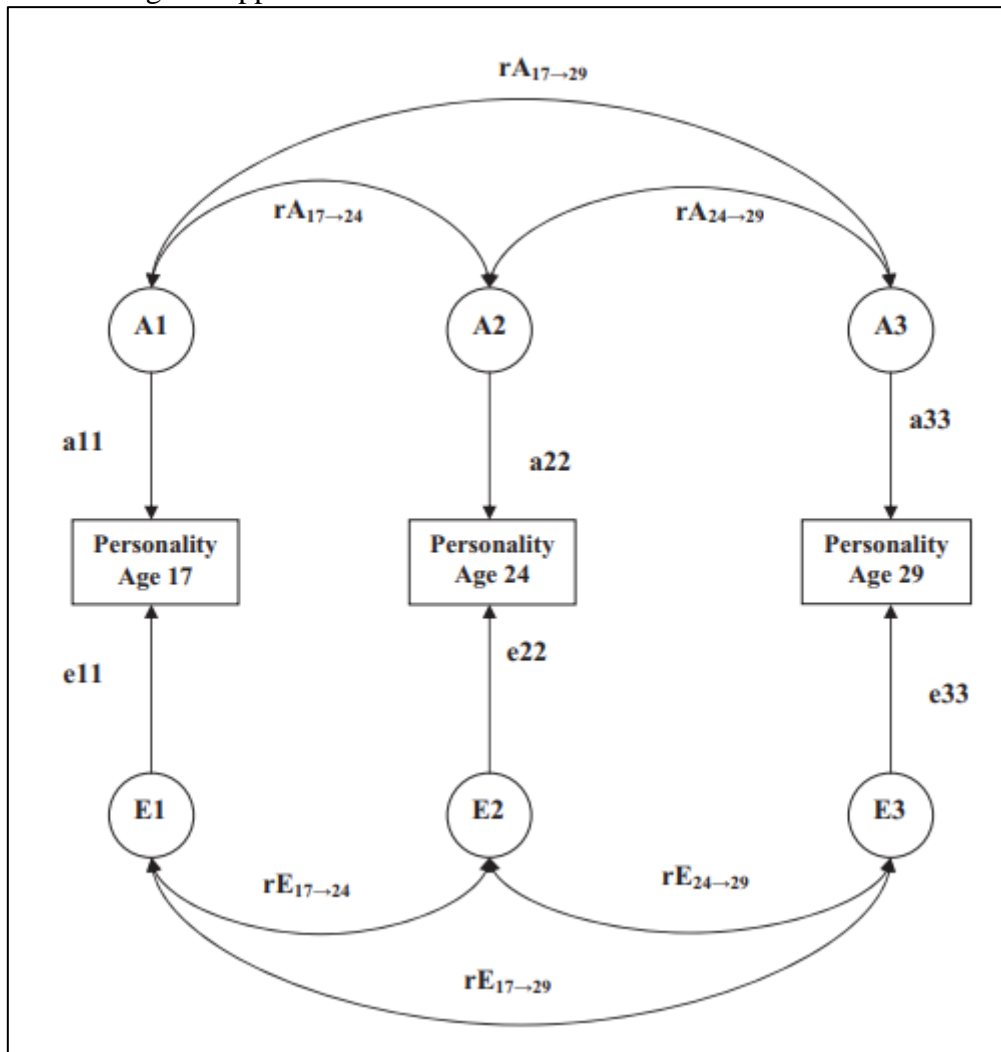 rA17→29
rA17→24
rA24→29
A1
A2
A3
a11
a22
a33
Personality
Age 17
Personality
Age 24
Personality
Age 29
e11
e22
e33
E1
E2
E3
rE17→24
rE24→29
rE17→29